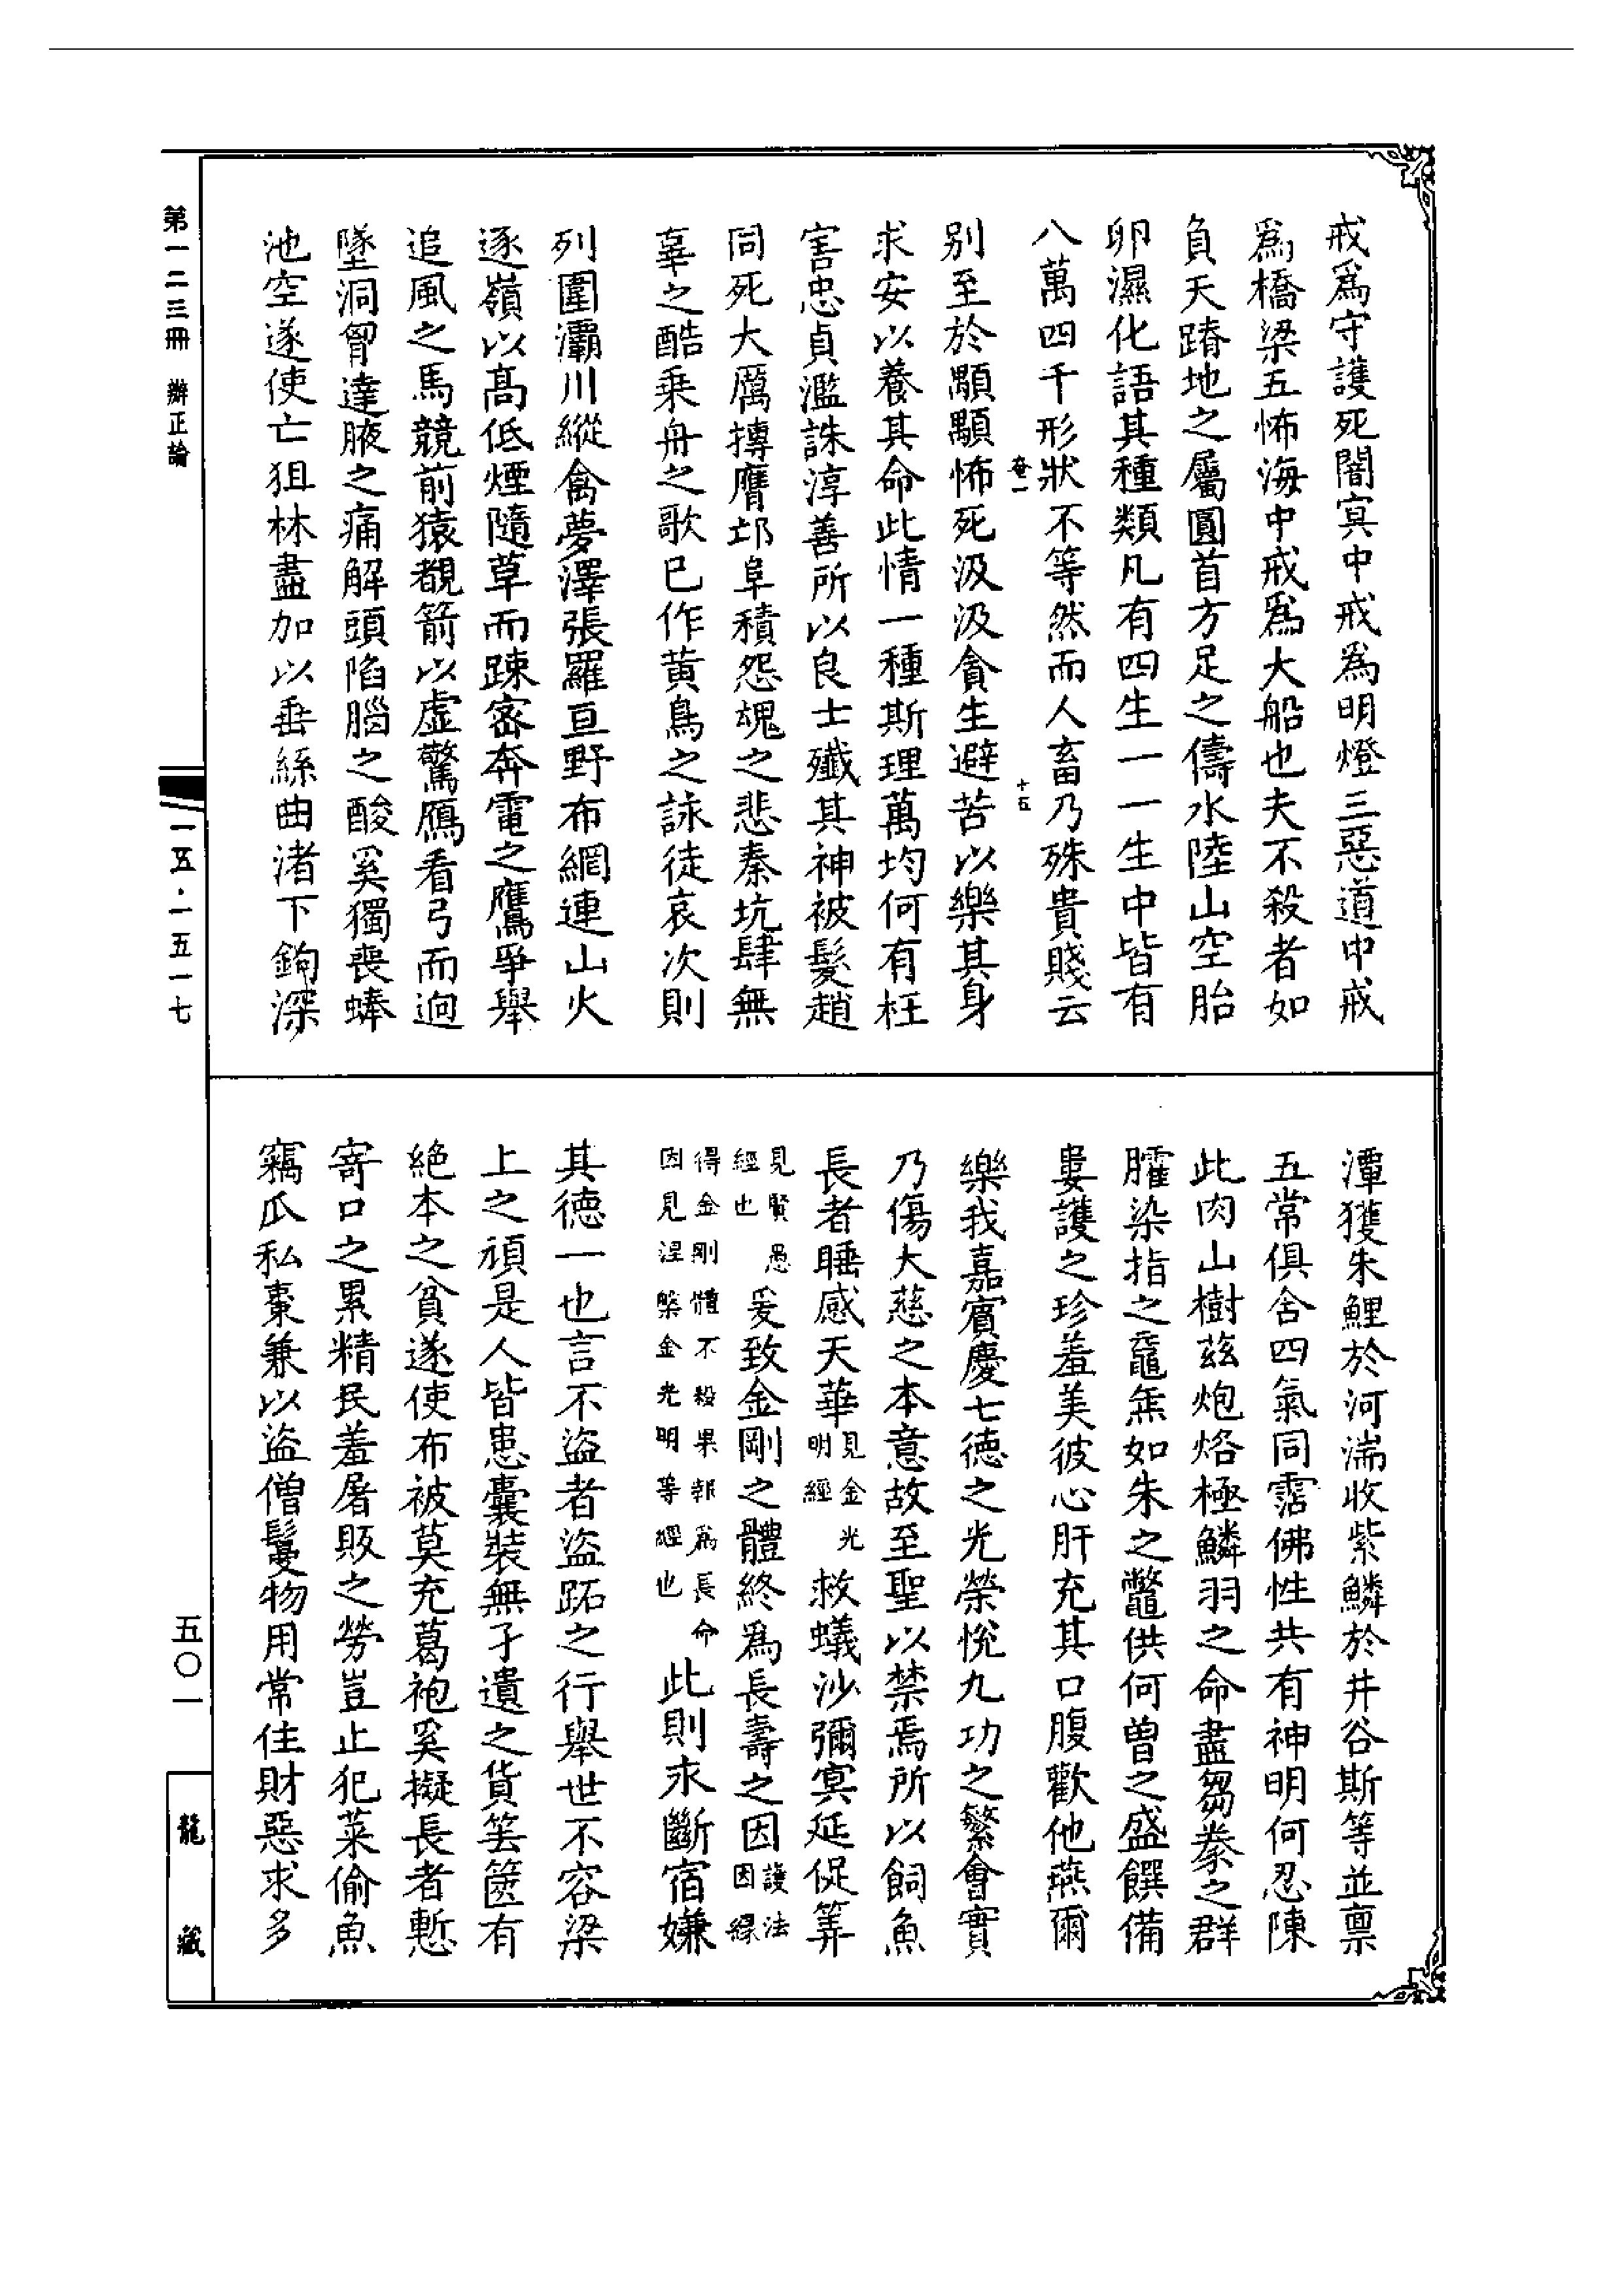 戒爲守護死闇㝠中戒爲明燈三惡道中戒
爲橋梁五怖海中戒爲大船也夫不殺者如
負天蹐地之屬圓首方足之儔水陸山空胎
卵濕化語其種類凡有四生一一生中皆有
八萬四千形狀不等然而人畜乃殊貴賤云
卷一
十五
別至於顒顒怖死汲汲貪生避苦以樂其身
求安以養其命此情一種斯理萬均何有枉
害忠貞濫誅淳善所以良士殲其神被髮趙
同死大厲摶膺邙阜積怨魂之悲秦坑肆無
辜之酷乘舟之歌巳作黃鳥之詠徒哀次則
列圍灞川縱禽夢澤張羅亘野布網連山火
逐嶺以髙低煙隨草而踈密奔電之鷹爭舉
追風之馬競前猿覩箭以虛驚鴈看弓而迥
墜洞胷達腋之痛解頭陷腦之酸奚獨喪蜯
池空遂使亡狙林盡加以垂絲曲渚下鉤深
潭獲朱鯉於河湍收紫鱗於井谷斯等並禀
五常俱含四氣同霑佛性共有神明何忍陳
此肉山樹茲炮烙極鱗羽之命盡芻豢之群
臛染指之黿炰如朱之鼈供何曾之盛饌備
婁護之珍羞美彼心肝充其口腹歡他燕爾
樂我嘉賓慶七德之光榮悅九功之繁會實
乃傷大慈之本意故至聖以禁焉所以飼魚
長者睡感天華見金光明經救蟻沙彌㝠延促筭
見賢愚經也爰致金剛之體終爲長壽之因護法因緣
得金剛體不殺果報爲長命因見涅槃金光明等經也此則永斷宿嫌
其德一也言不盜者盜跖之行舉世不容梁
上之頑是人皆患囊裝無孑遺之貨筐篋有
絕本之貧遂使布被莫充葛袍奚擬長者慙
寄口之累精民羞屠販之勞豈止犯菜偷魚
竊瓜私棗兼以盜僧鬘物用常住財惡求多
第一二三冊 辯正論
一五·一五一七
五〇一
龍藏